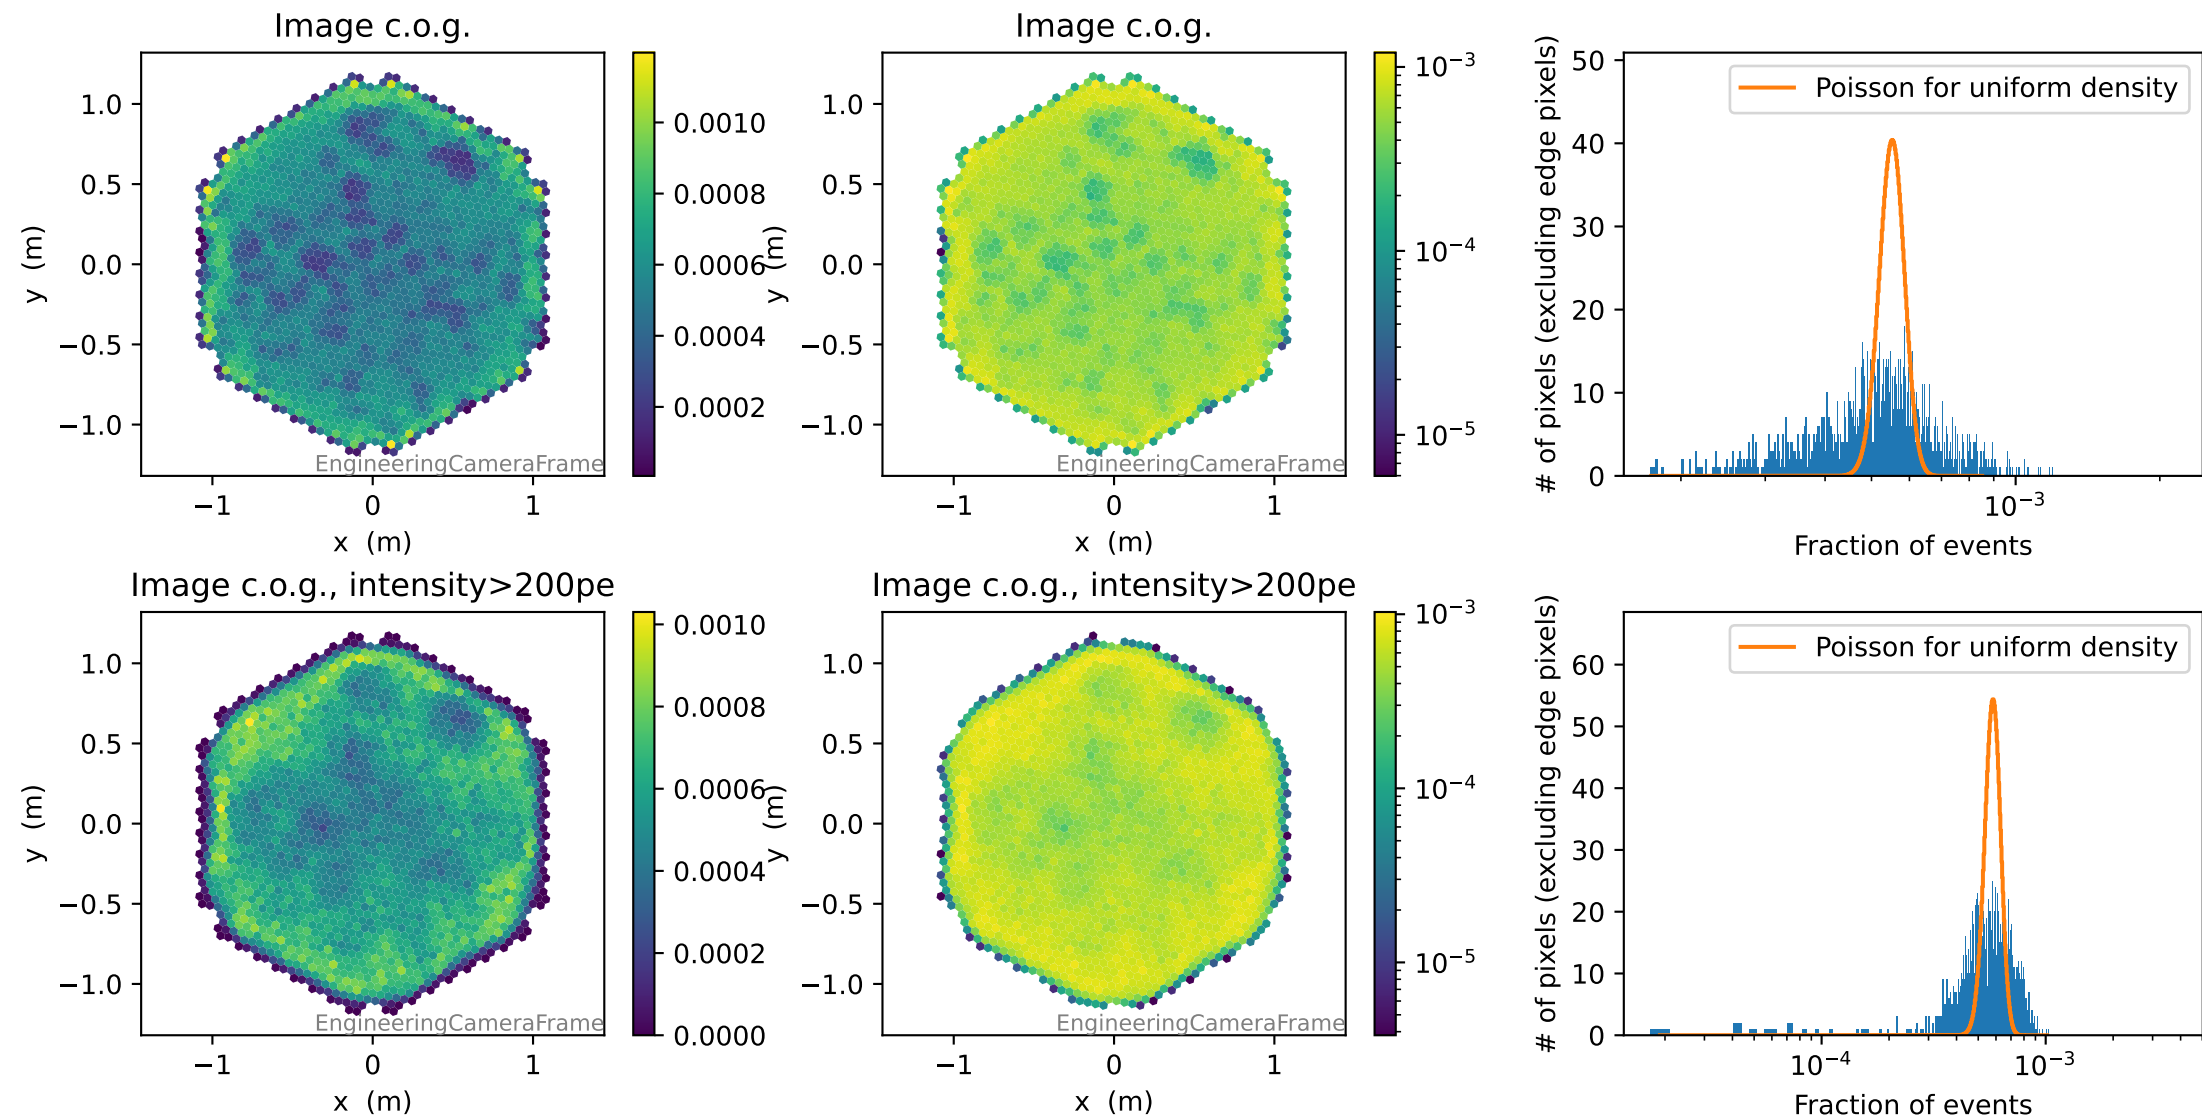 Image c.o.g.
y (m)
1.0
0.5
0.0
−0.5
−1.0
−1
0
1
x (m)
EngineeringCameraFrame
0.0010
0.0008
0.0006
0.0004
0.0002
Image c.o.g.
y (m)
1.0
0.5
0.0
−0.5
−1.0
−1
0
1
x (m)
EngineeringCameraFrame
10⁻³
10⁻⁴
10⁻⁵
# of pixels (excluding edge pixels)
50
40
30
20
10
0
Poisson for uniform density
10⁻³
Fraction of events
Image c.o.g., intensity>200pe
y (m)
1.0
0.5
0.0
−0.5
−1.0
−1
0
1
x (m)
EngineeringCameraFrame
0.0010
0.0008
0.0006
0.0004
0.0002
0.0000
Image c.o.g., intensity>200pe
y (m)
1.0
0.5
0.0
−0.5
−1.0
−1
0
1
x (m)
EngineeringCameraFrame
10⁻³
10⁻⁴
10⁻⁵
# of pixels (excluding edge pixels)
60
50
40
30
20
10
0
Poisson for uniform density
10⁻⁴
10⁻³
Fraction of events